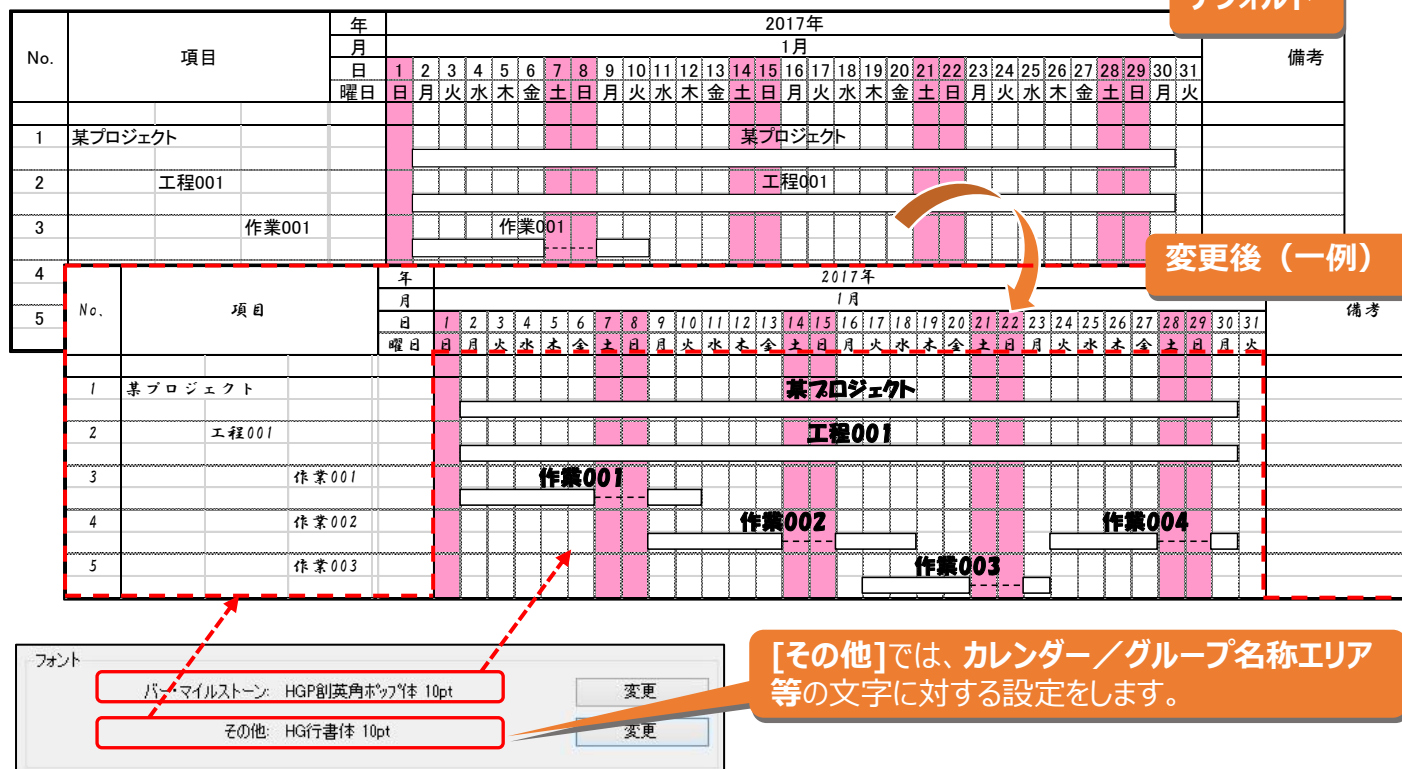 デフォルト
年 2017年
月 1月
No. 項目 備考
日 1 2 3 4 5 6 7 8 9 10 11 12 13 14 15 16 17 18 19 20 21 22 23 24 25 26 27 28 29 30 31
曜日 日 月 火 水 木 金 土 日 月 火 水 木 金 土 日 月 火 水 木 金 土 日 月 火 水 木 金 土 日 月 火
1 某プロジェクト 某プロジェクト
2 工程001 工程001
3 作業001 作業001
4
5
変更後（一例）
年 2017年
月 1月
No. 項目 備考
日 1 2 3 4 5 6 7 8 9 10 11 12 13 14 15 16 17 18 19 20 21 22 23 24 25 26 27 28 29 30 31
曜日 日 月 火 水 木 金 土 日 月 火 水 木 金 土 日 月 火 水 木 金 土 日 月 火 水 木 金 土 日 月 火
1 某プロジェクト 某プロジェクト
2 工程001 工程001
3 作業001 作業001
4 作業002 作業002 作業004
5 作業003 作業003
フォント
バー・マイルストーン: HGP創英角ﾎﾟｯﾌﾟ体 10pt 変更
その他: HG行書体 10pt 変更
[その他]では、カレンダー／グループ名称エリア
等の文字に対する設定をします。